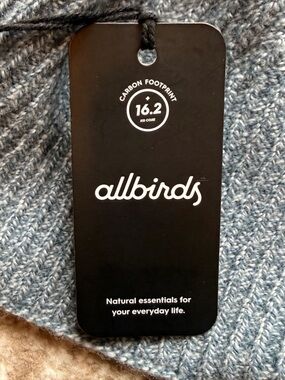 CARBON FOOTPRINT
+
16.2
KG CO2E
allbirds
Natural essentials for
your everyday life.